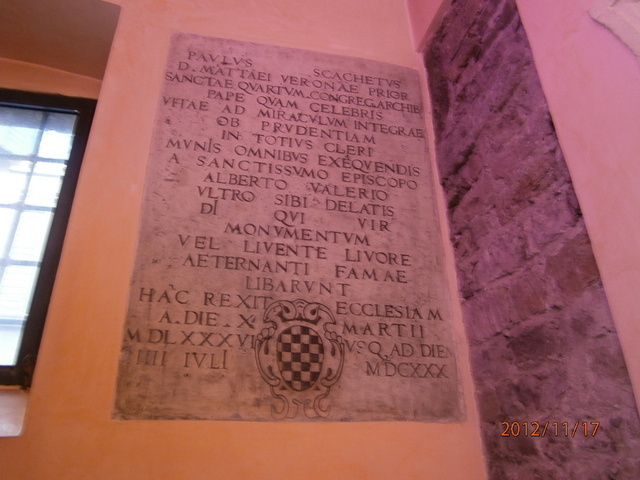 PAVLVS SCACHETVS
D. MATTAEI VERONAE PRIOR
SANCTAE QVARTVM.CONGREG.ARCHIB
PAPE QVAM CELEBRIS
VITAE AD MIRACVLVM INTEGRAE
OB PRVDENTIAM
IN TOTIVS CLERI
MVNIS OMNIBVS EXEQVENDIS
A SANCTISSVMO EPISCOPO
ALBERTO VALERIO
VLTRO SIBI DELATIS
DI QVI VIR
MONVMENTVM
VEL LIVENTE LIVORE
AETERNANTI FAMAE
LIBARVNT
HAC REXIT ECCLESIAM
A. DIE . X MARTII
MDLXXXVI VSQ. AD DIEM
IIII IVLI MDCXXX
2012/11/17